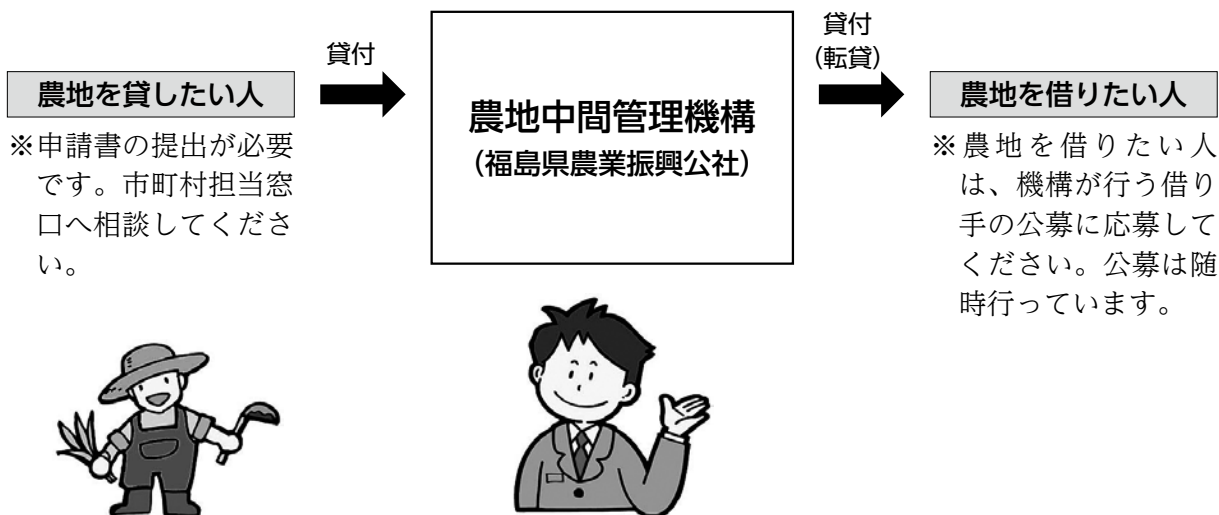 貸付
農地を貸したい人
※申請書の提出が必要
です。市町村担当窓
口へ相談してくださ
い。
農地中間管理機構
（福島県農業振興公社）
貸付
（転貸）
農地を借りたい人
※農地を借りたい人
は、機構が行う借り
手の公募に応募して
ください。公募は随
時行っています。